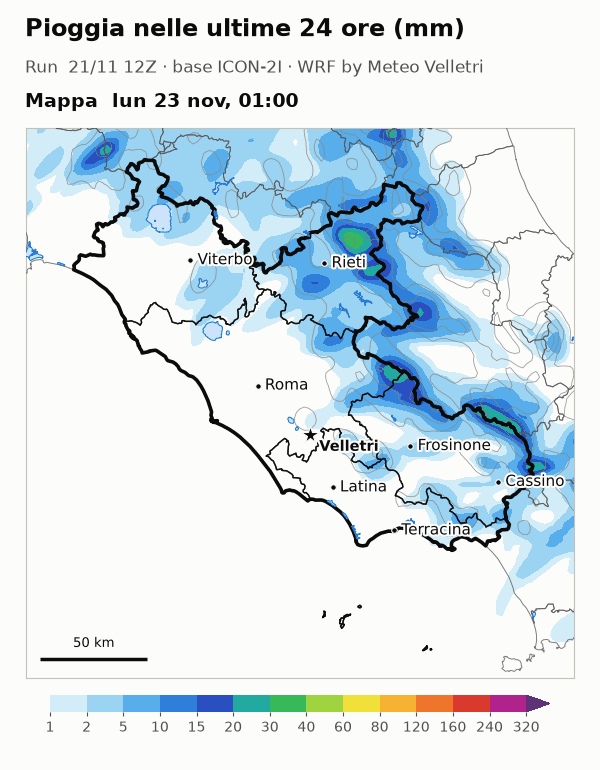 Pioggia nelle ultime 24 ore (mm)
Run  21/11 12Z · base ICON-2I · WRF by Meteo Velletri
Mappa  lun 23 nov, 01:00
Viterbo
Rieti
Roma
Velletri
Frosinone
Latina
Cassino
Terracina
50 km
1 2 5 10 15 20 30 40 60 80 120 160 240 320